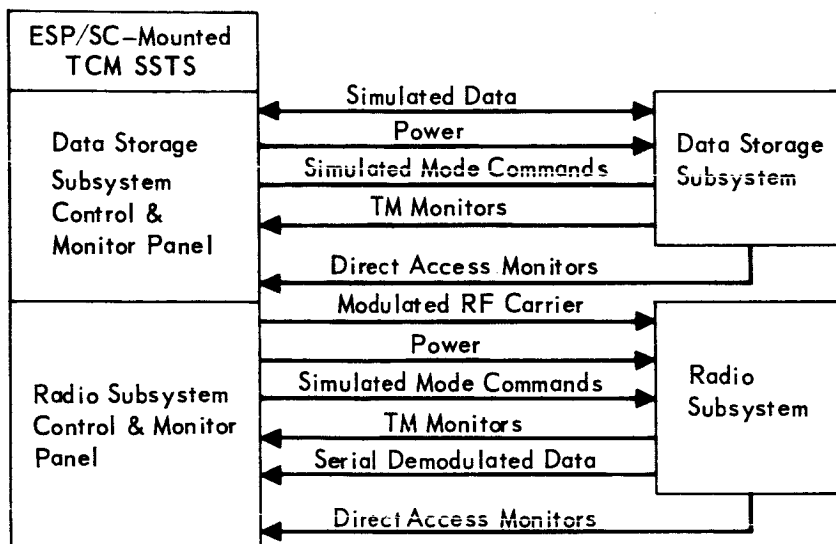 ESP/SC-Mounted
TCM SSTS
Data Storage
Subsystem
Control &
Monitor Panel
Simulated Data
Power
Simulated Mode Commands
TM Monitors
Direct Access Monitors
Data Storage
Subsystem
Radio Subsystem
Control & Monitor
Panel
Modulated RF Carrier
Power
Simulated Mode Commands
TM Monitors
Serial Demodulated Data
Direct Access Monitors
Radio
Subsystem